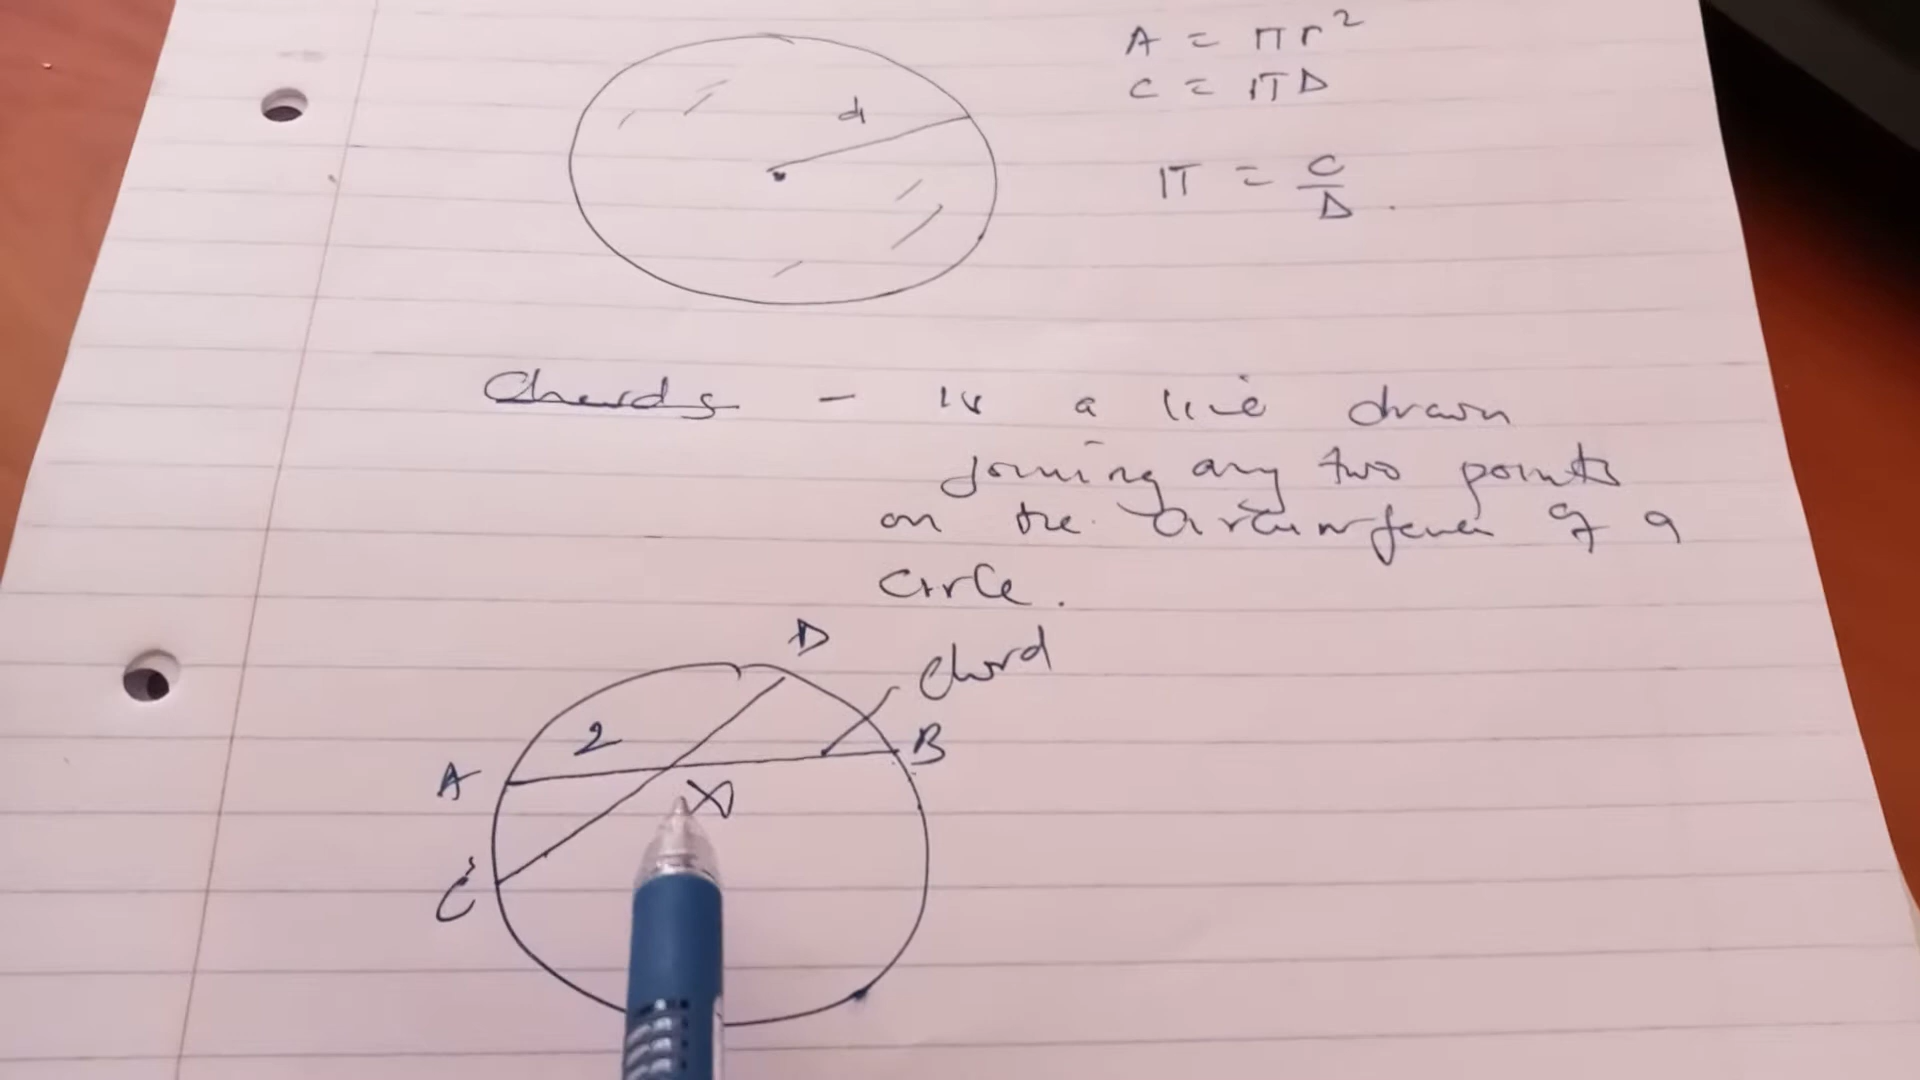 A = πr²
C = πD
d
π = C/D.
Chords - is a line drawn
joining any two points
on the circumference of a
circle.
D
Chord
2
A
B
X
C